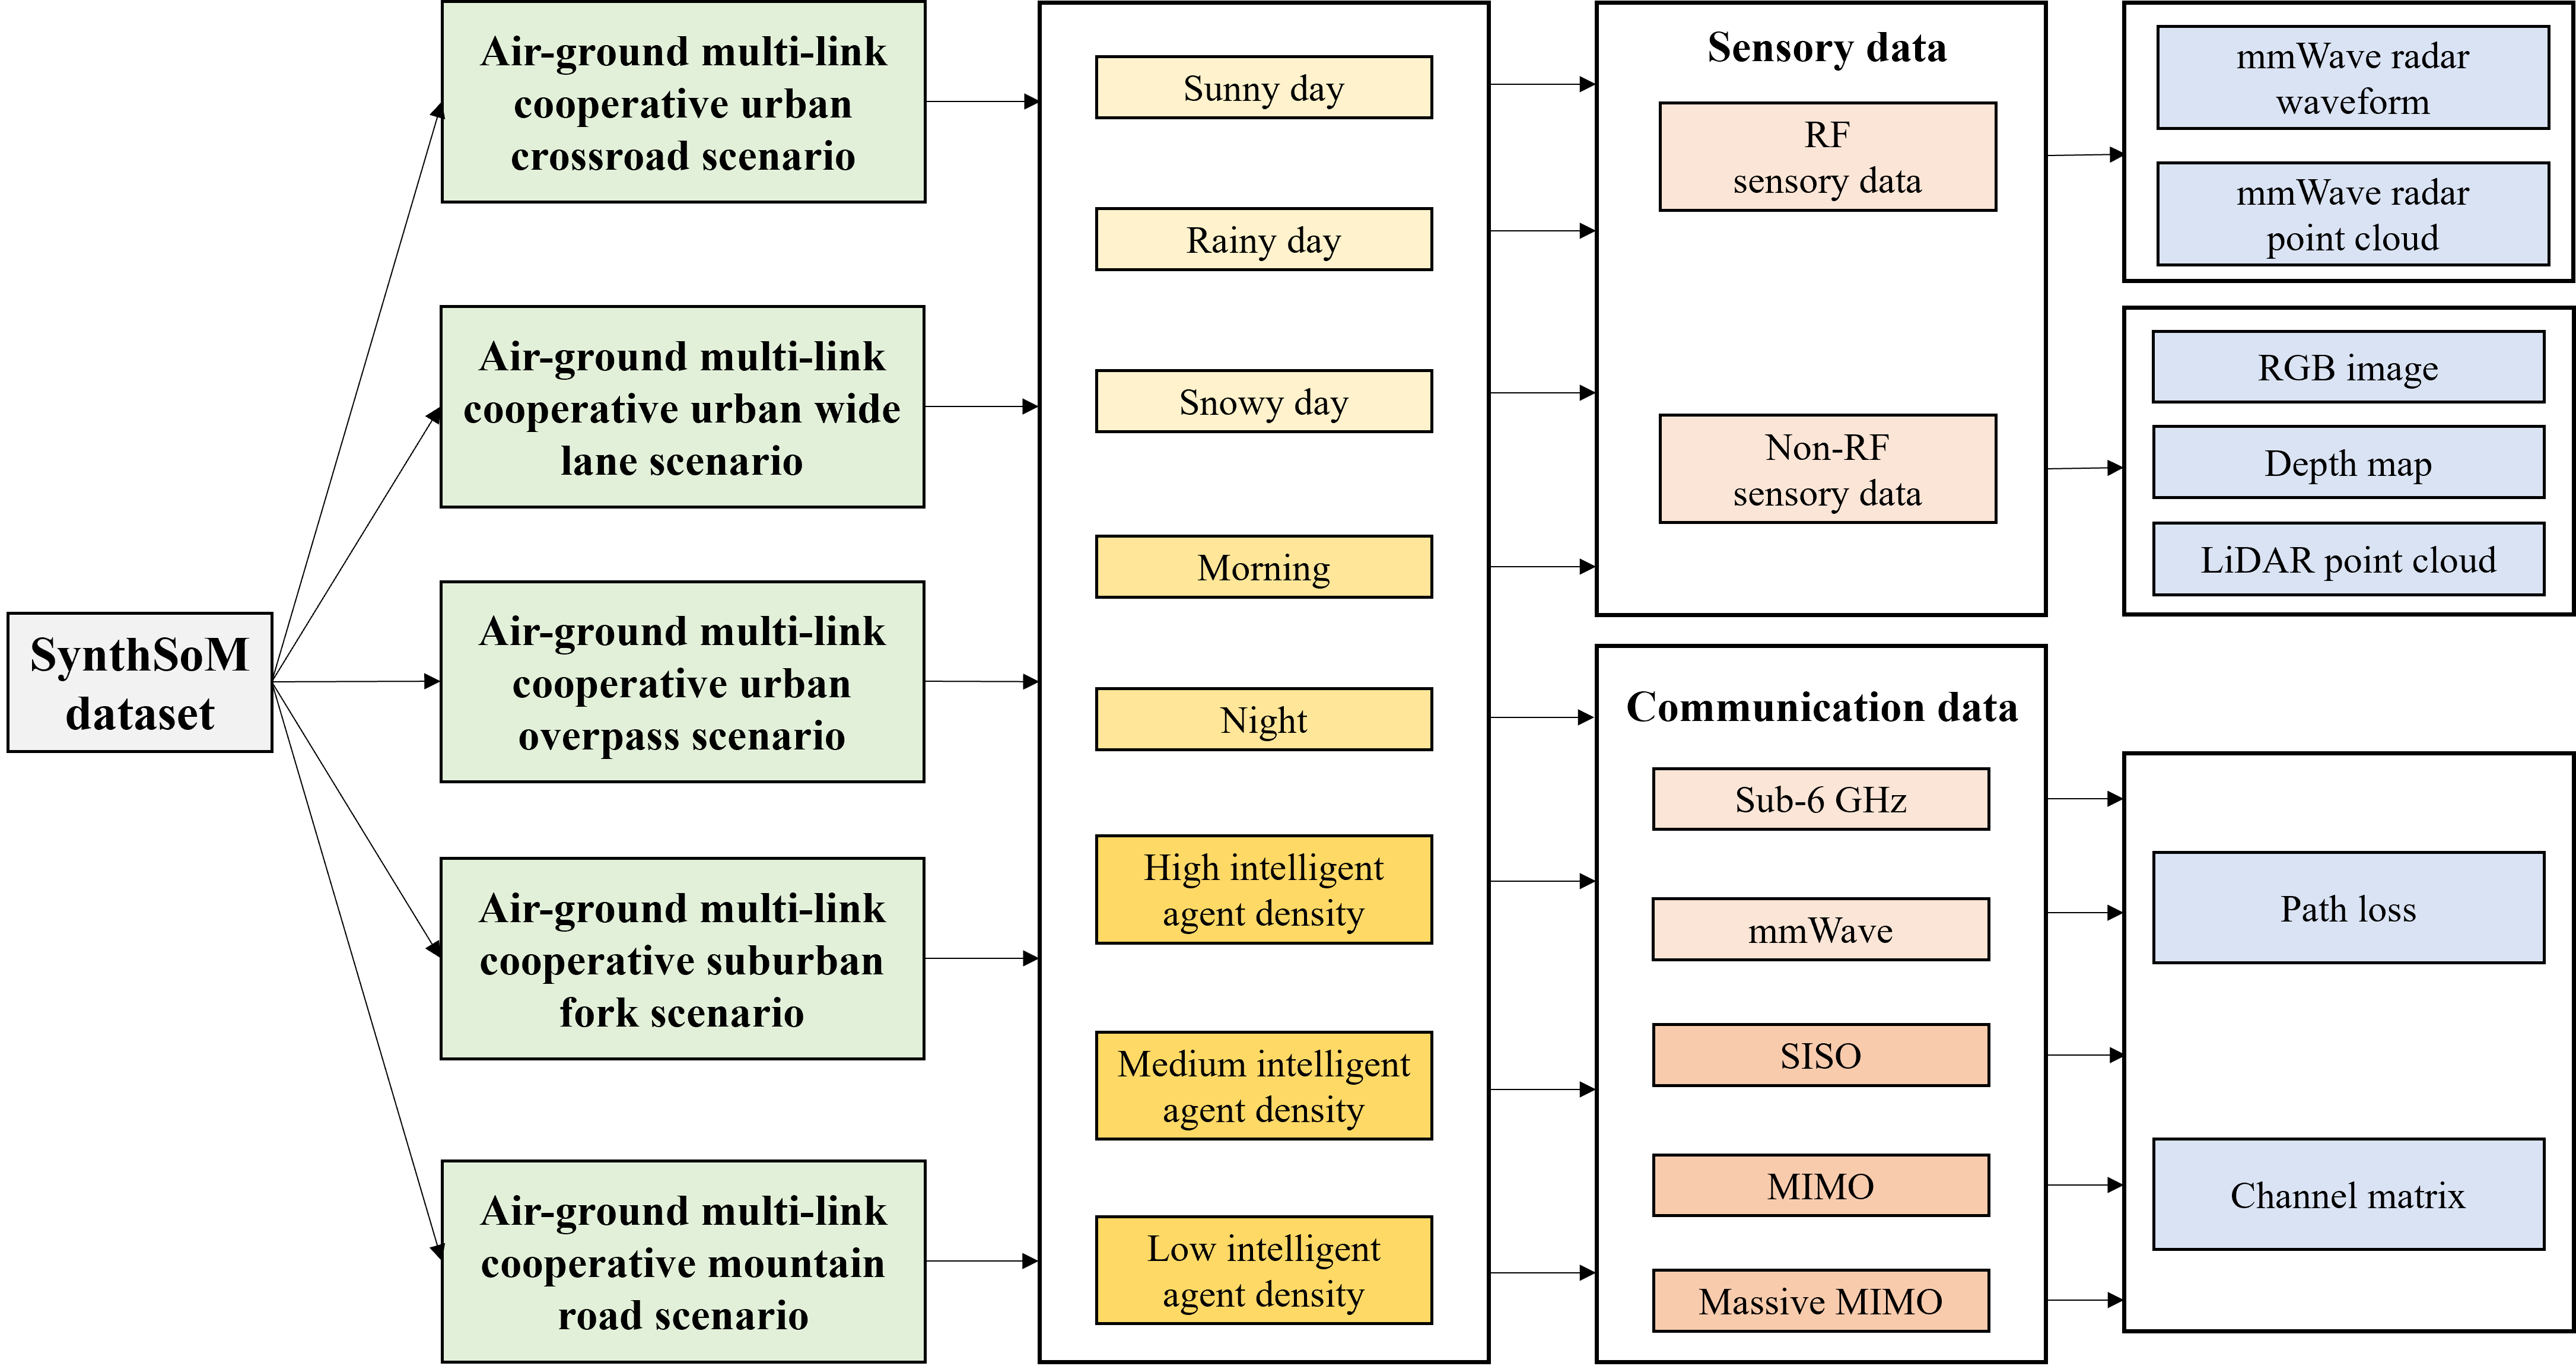 SynthSoM
dataset
Air-ground multi-link
cooperative urban
crossroad scenario
Air-ground multi-link
cooperative urban wide
lane scenario
Air-ground multi-link
cooperative urban
overpass scenario
Air-ground multi-link
cooperative suburban
fork scenario
Air-ground multi-link
cooperative mountain
road scenario
Sunny day
Rainy day
Snowy day
Morning
Night
High intelligent
agent density
Medium intelligent
agent density
Low intelligent
agent density
Sensory data
RF
sensory data
Non-RF
sensory data
Communication data
Sub-6 GHz
mmWave
SISO
MIMO
Massive MIMO
mmWave radar
waveform
mmWave radar
point cloud
RGB image
Depth map
LiDAR point cloud
Path loss
Channel matrix